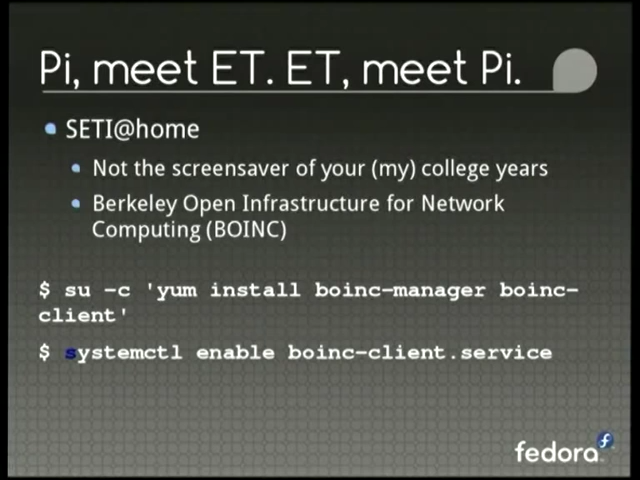 Pi, meet ET. ET, meet Pi.
SETI@home
Not the screensaver of your (my) college years
Berkeley Open Infrastructure for Network
Computing (BOINC)
$ su -c 'yum install boinc-manager boinc-
client'
$ systemctl enable boinc-client.service
fedora